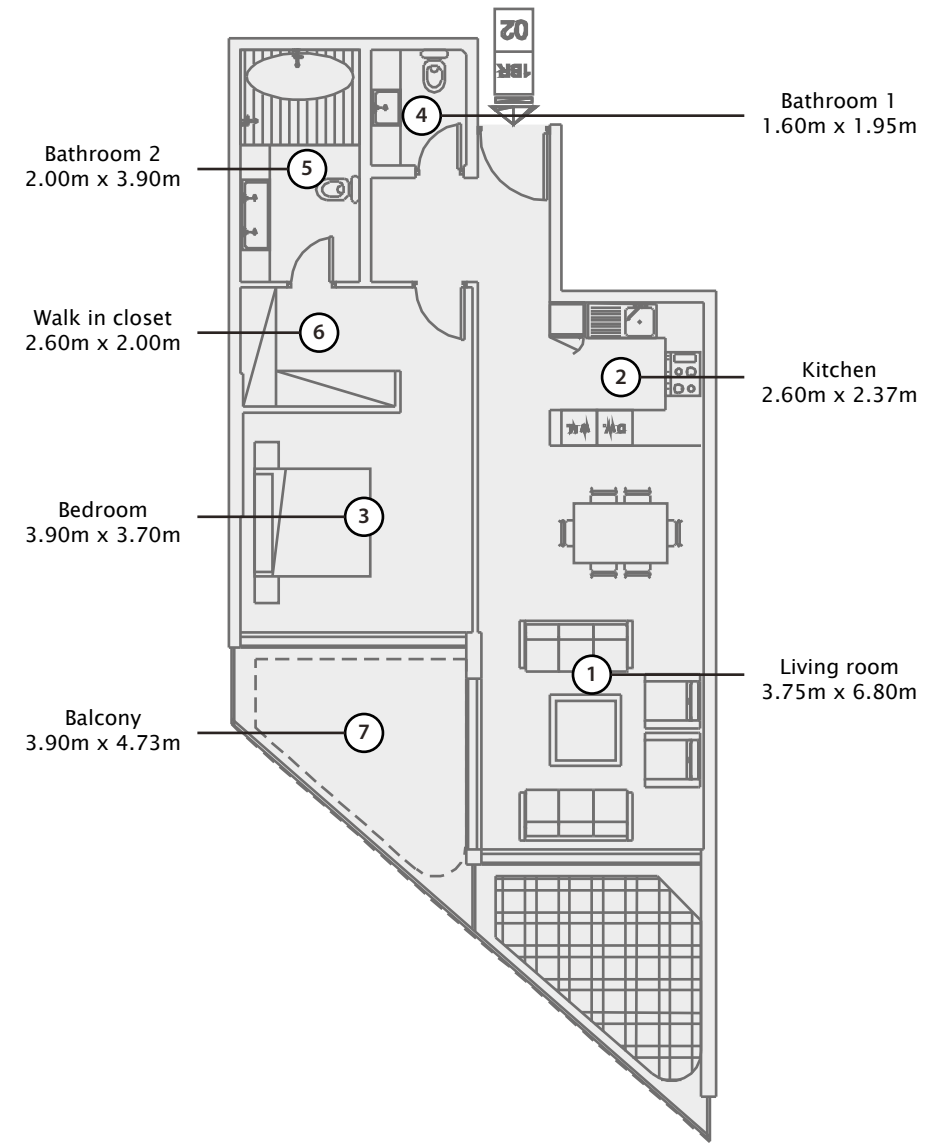 02
1BR
Bathroom 1
1.60m x 1.95m
4
Bathroom 2
2.00m x 3.90m
5
Walk in closet
2.60m x 2.00m
6
Kitchen
2.60m x 2.37m
2
Bedroom
3.90m x 3.70m
3
Living room
3.75m x 6.80m
1
Balcony
3.90m x 4.73m
7